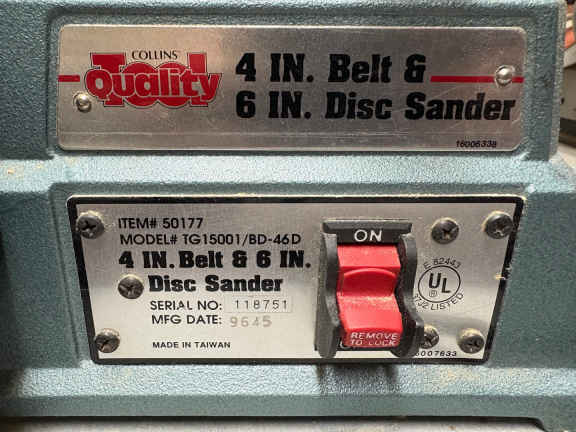 COLLINS
Quality
Tool
4 IN. Belt &
6 IN. Disc Sander
16006338
ITEM# 50177
MODEL# TG15001/BD-46D
4 IN. Belt & 6 IN.
Disc Sander
SERIAL NO: 118751
MFG DATE: 9645
MADE IN TAIWAN
ON
REMOVE
TO LOCK
E 82443
UL
®
LISTED